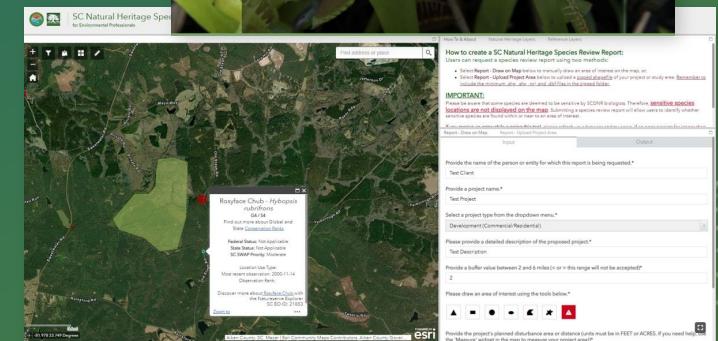 SC Natural Heritage Spe
for Environmental Professionals
Find address or place
How To & About
Natural Heritage Layers
Reference Layers
How to create a SC Natural Heritage Species Review Report:
Users can request a species review report using two methods:
Select Report - Draw on Map below to manually draw an area of interest on the map, or
Select Report - Upload Project Area below to upload a zipped shapefile of your project or study area. Remember to
include the minimum .shp, .shx, .prj, and .dbf files in the zipped folder.
IMPORTANT:
Please be aware that some species are deemed to be sensitive by SCDNR biologists. Therefore, sensitive species
locations are not displayed on the map. Submitting a species review report will allow users to identify whether
sensitive species are found within or near to an area of interest.
Report - Draw on Map
Report - Upload Project Area
Input
Output
Provide the name of the person or entity for which this report is being requested.*
Test Client
Provide a project name.*
Test Project
Select a project type from the dropdown menu.*
Development (Commercial/Residential)
Please provide a detailed description of the proposed project.*
Test Description
Provide a buffer value between 2 and 6 miles (< or > this range will not be accepted)*
2
Please draw an area of interest using the tools below.*
Provide the project's planned disturbance area or distance (units must be in FEET or ACRES. If you need help, use
the 'Measure' widget in the map to measure your project area)*
Rosyface Chub - Hybopsis
rubrifrons
G4 / S4
Find out more about Global and
State Conservation Ranks
Federal Status: Not Applicable
State Status: Not Applicable
SC SWAP Priority: Moderate
Location Use Type:
Most recent observation: 2000-11-14
Observation Rank:
Discover more about Rosyface Chub with
the Natureserve Explorer
SC EO-ID: 21853
Zoom to
-81.978 33.749 Degrees
POWERED BY
esri